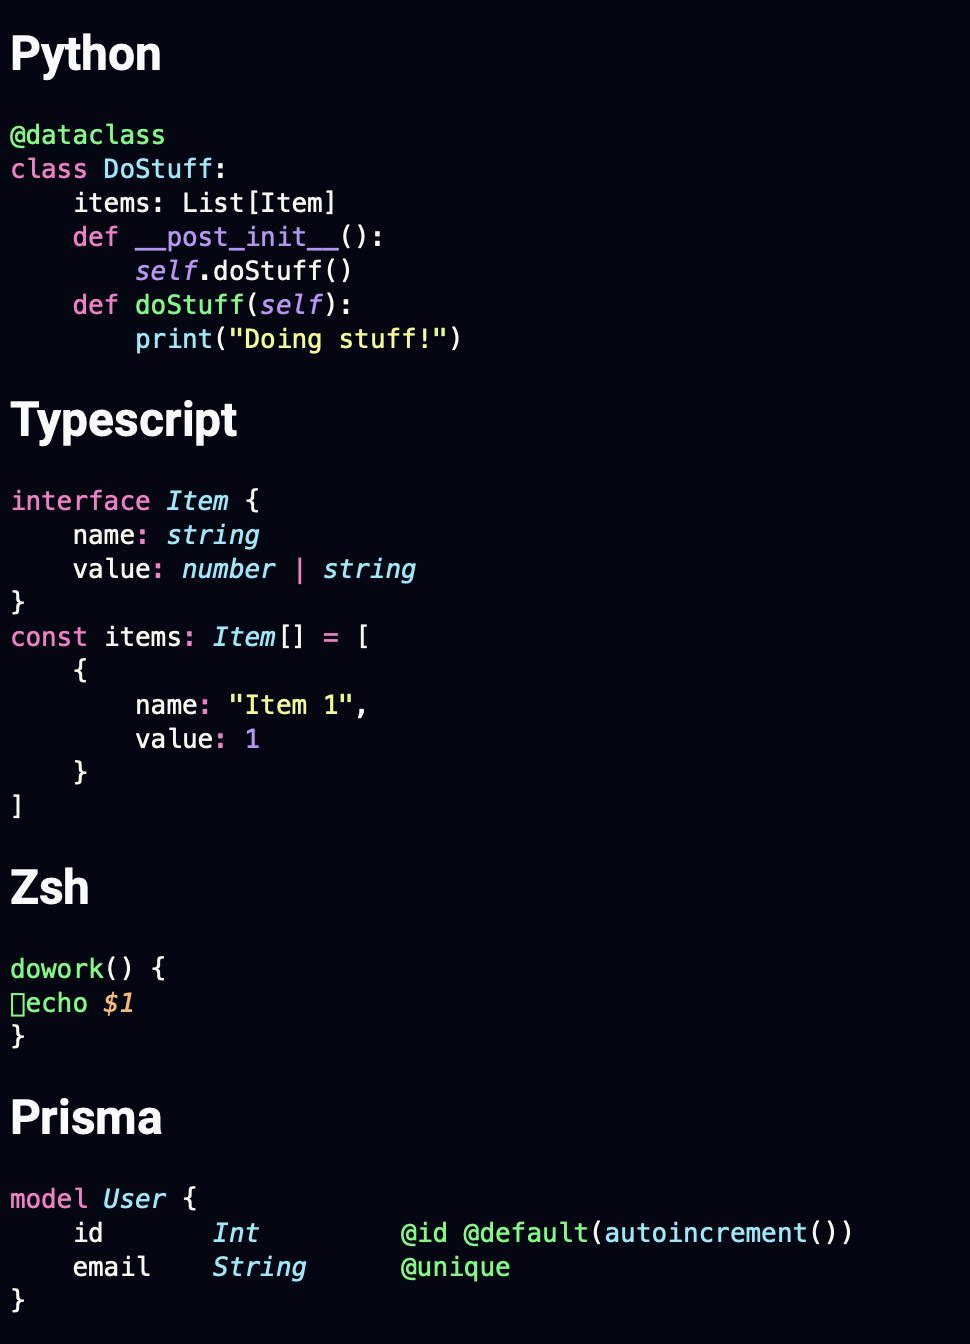 Python
@dataclass
class DoStuff:
    items: List[Item]
    def __post_init__():
        self.doStuff()
    def doStuff(self):
        print("Doing stuff!")
Typescript
interface Item {
    name: string
    value: number | string
}
const items: Item[] = [
    {
        name: "Item 1",
        value: 1
    }
]
Zsh
dowork() {
▯echo $1
}
Prisma
model User {
    id       Int         @id @default(autoincrement())
    email    String      @unique
}